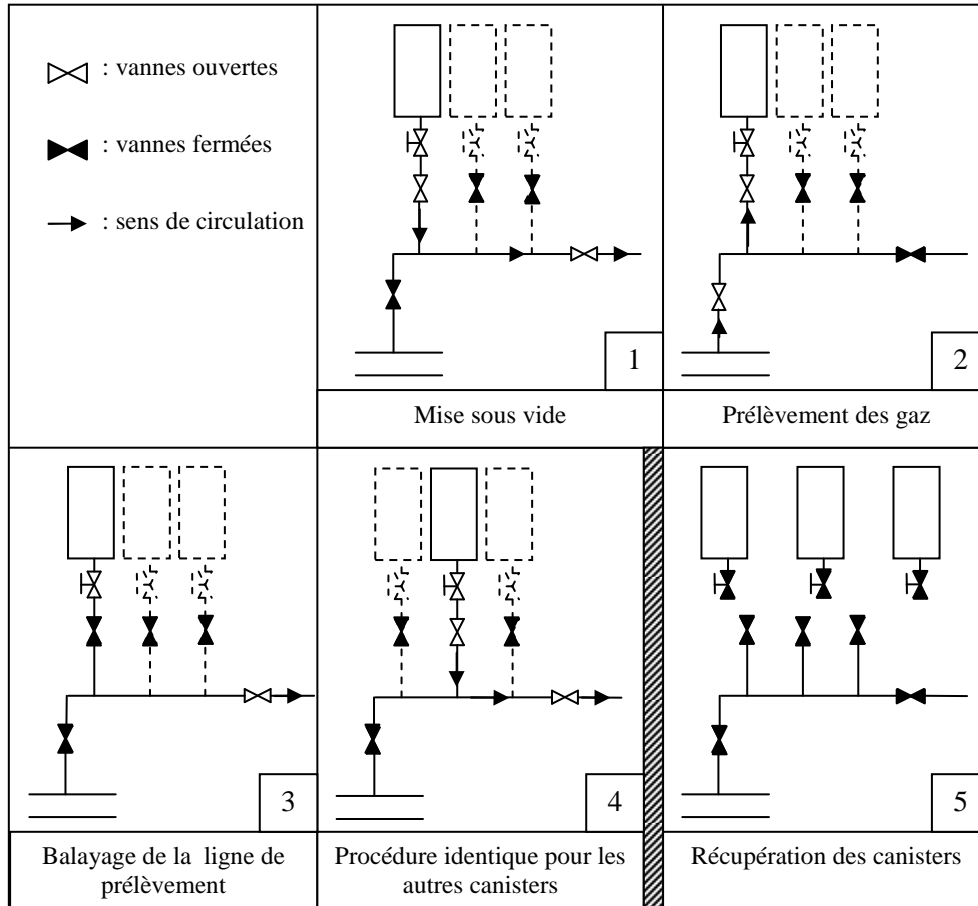 : vannes ouvertes
: vannes fermées
: sens de circulation
1
Mise sous vide
2
Prélèvement des gaz
3
Balayage de la ligne de
prélèvement
4
Procédure identique pour les
autres canisters
5
Récupération des canisters